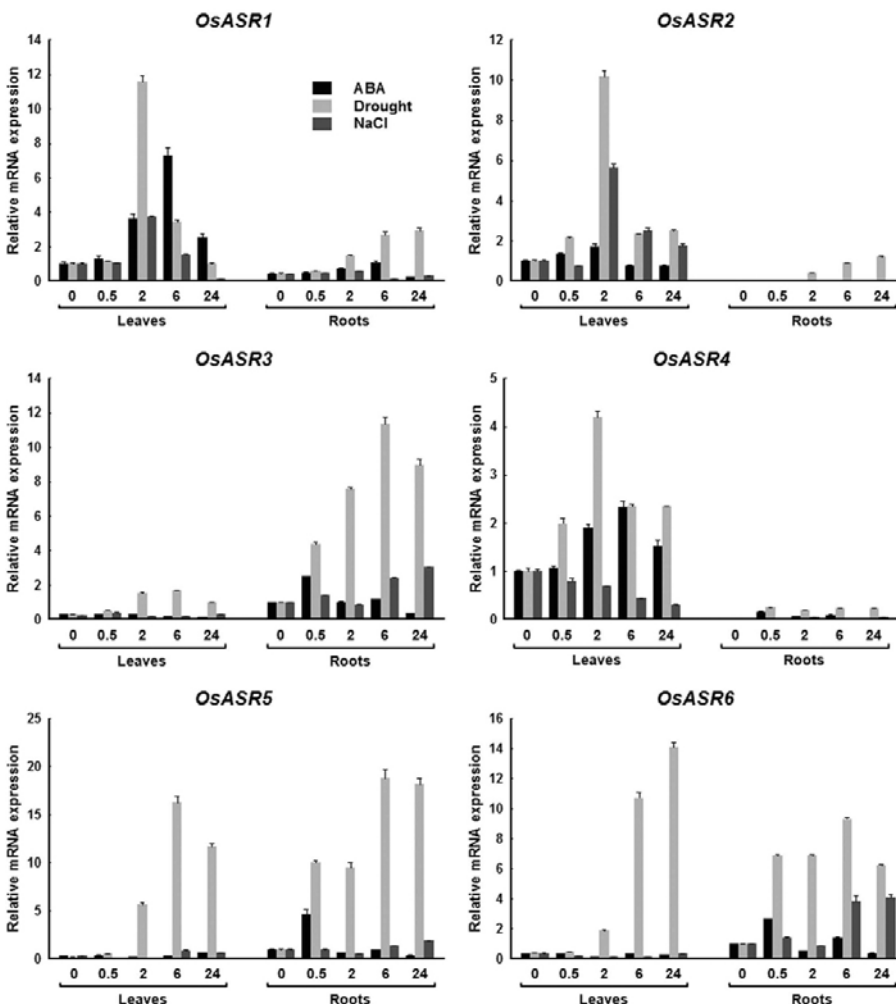 OsASR1
Relative mRNA expression
14
12
10
8
6
4
2
0
ABA
Drought
NaCl
0 0.5 2 6 24 0 0.5 2 6 24
Leaves Roots
OsASR2
Relative mRNA expression
12
10
8
6
4
2
0
0 0.5 2 6 24 0 0.5 2 6 24
Leaves Roots
OsASR3
Relative mRNA expression
14
12
10
8
6
4
2
0
0 0.5 2 6 24 0 0.5 2 6 24
Leaves Roots
OsASR4
Relative mRNA expression
5
4
3
2
1
0
0 0.5 2 6 24 0 0.5 2 6 24
Leaves Roots
OsASR5
Relative mRNA expression
25
20
15
10
5
0
0 0.5 2 6 24 0 0.5 2 6 24
Leaves Roots
OsASR6
Relative mRNA expression
16
14
12
10
8
6
4
2
0
0 0.5 2 6 24 0 0.5 2 6 24
Leaves Roots